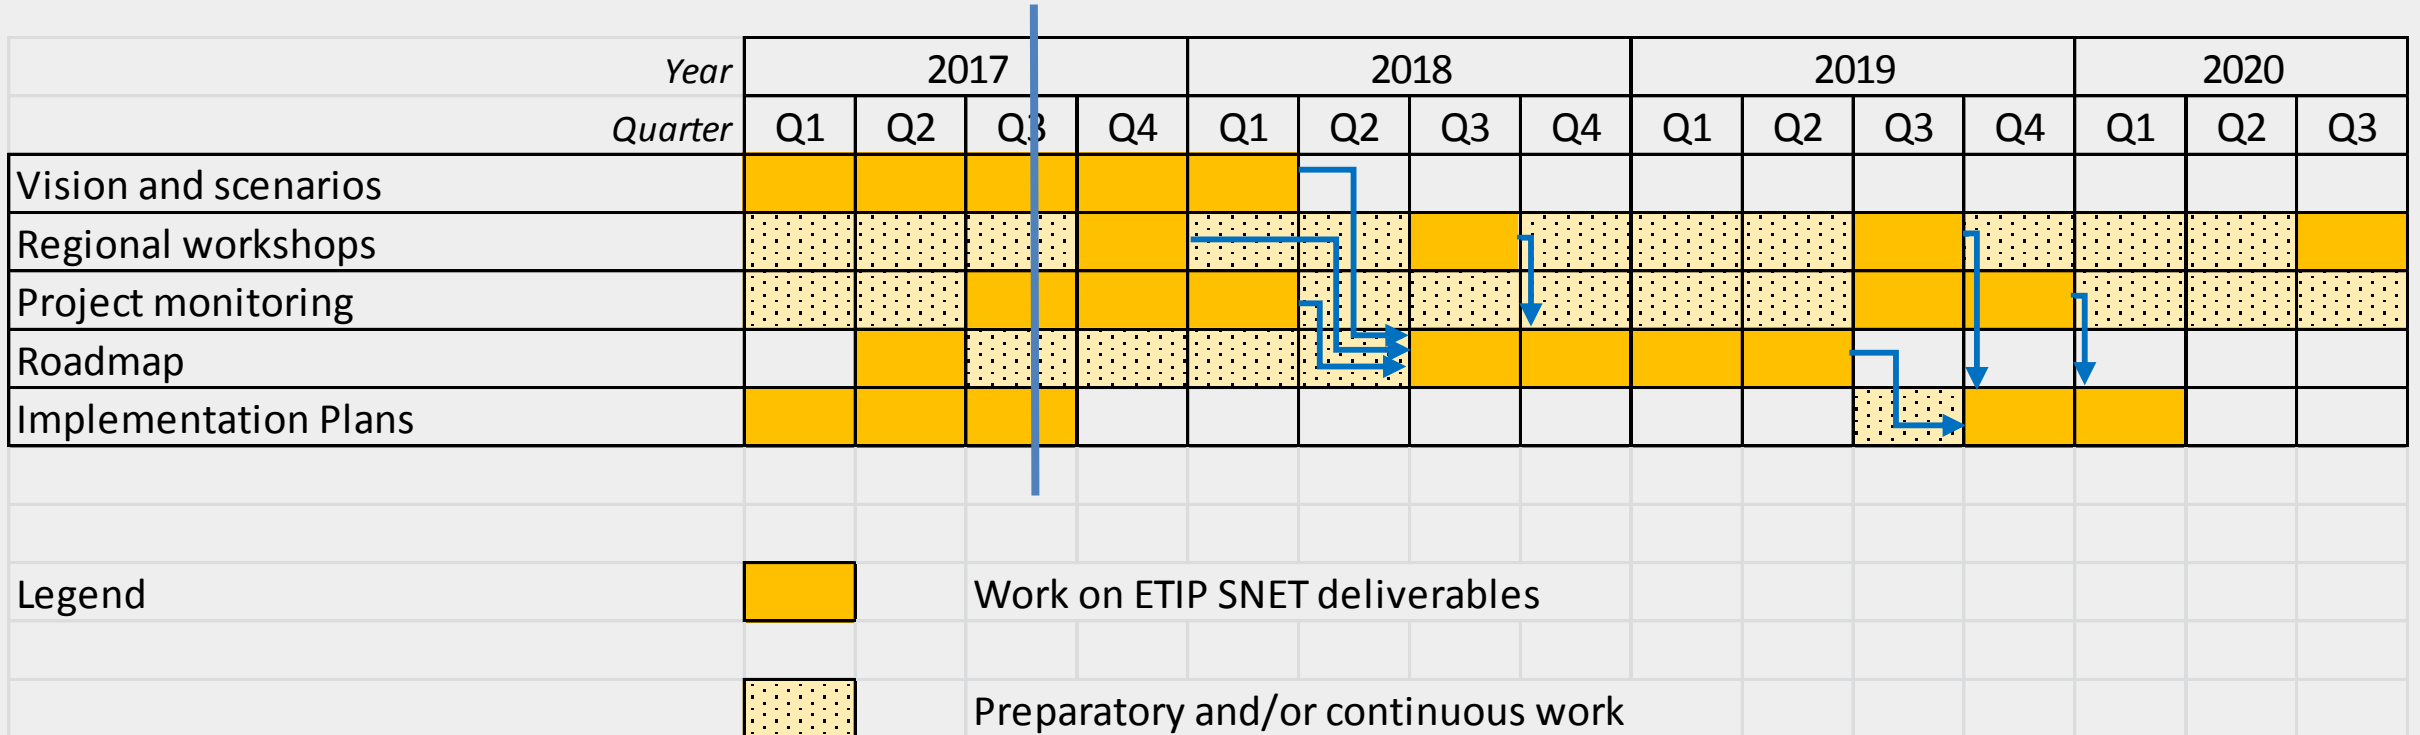 Year 2017 2018 2019 2020
Quarter Q1 Q2 Q3 Q4 Q1 Q2 Q3 Q4 Q1 Q2 Q3 Q4 Q1 Q2 Q3
Vision and scenarios
Regional workshops
Project monitoring
Roadmap
Implementation Plans
Legend Work on ETIP SNET deliverables
Preparatory and/or continuous work